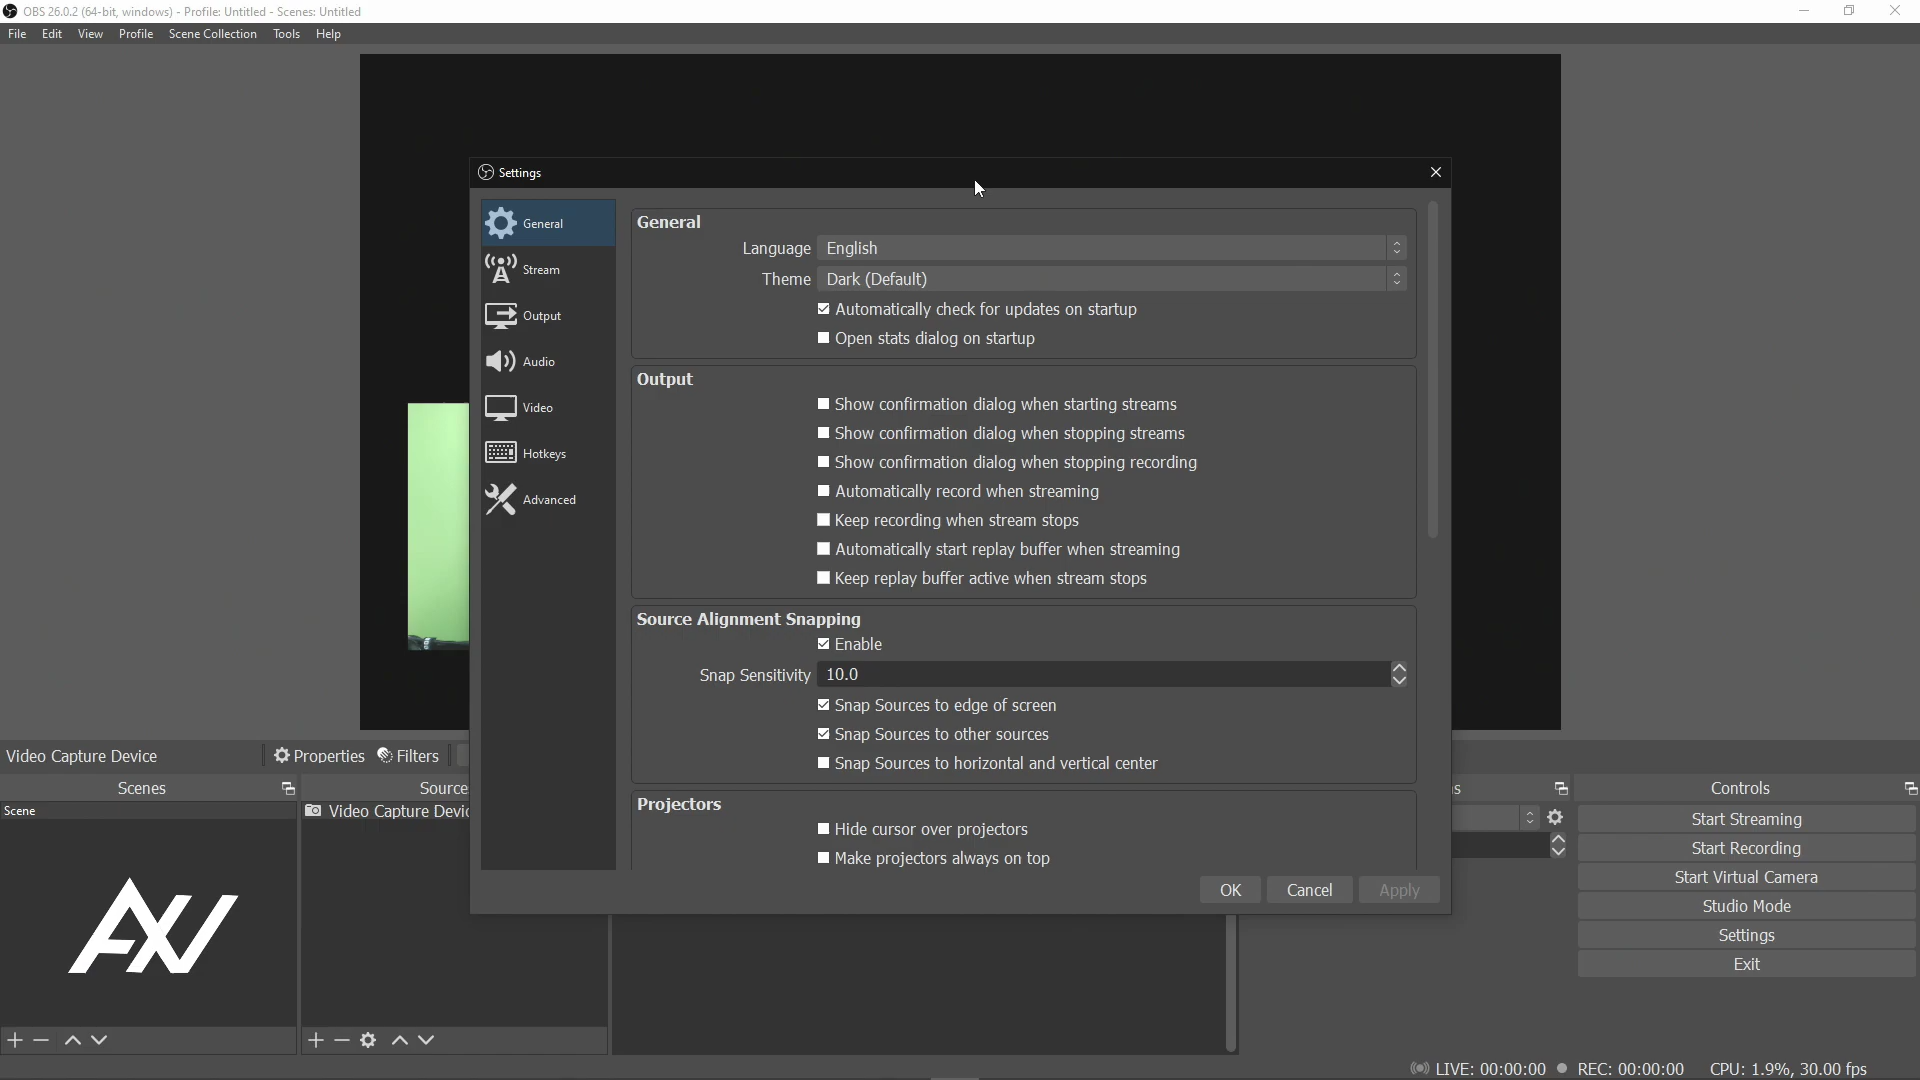 OBS 26.0.2 (64-bit, windows) - Profile: Untitled - Scenes: Untitled
File Edit View Profile Scene Collection Tools Help
Settings
General
Stream
Output
Audio
Video
Hotkeys
Advanced
General
Language English
Theme Dark (Default)
Automatically check for updates on startup
Open stats dialog on startup
Output
Show confirmation dialog when starting streams
Show confirmation dialog when stopping streams
Show confirmation dialog when stopping recording
Automatically record when streaming
Keep recording when stream stops
Automatically start replay buffer when streaming
Keep replay buffer active when stream stops
Source Alignment Snapping
Enable
Snap Sensitivity 10.0
Snap Sources to edge of screen
Snap Sources to other sources
Snap Sources to horizontal and vertical center
Projectors
Hide cursor over projectors
Make projectors always on top
OK Cancel Apply
Video Capture Device Properties Filters
Scenes
Scene
Source
Video Capture Devic
s
Controls
Start Streaming
Start Recording
Start Virtual Camera
Studio Mode
Settings
Exit
LIVE: 00:00:00 REC: 00:00:00 CPU: 1.9%, 30.00 fps